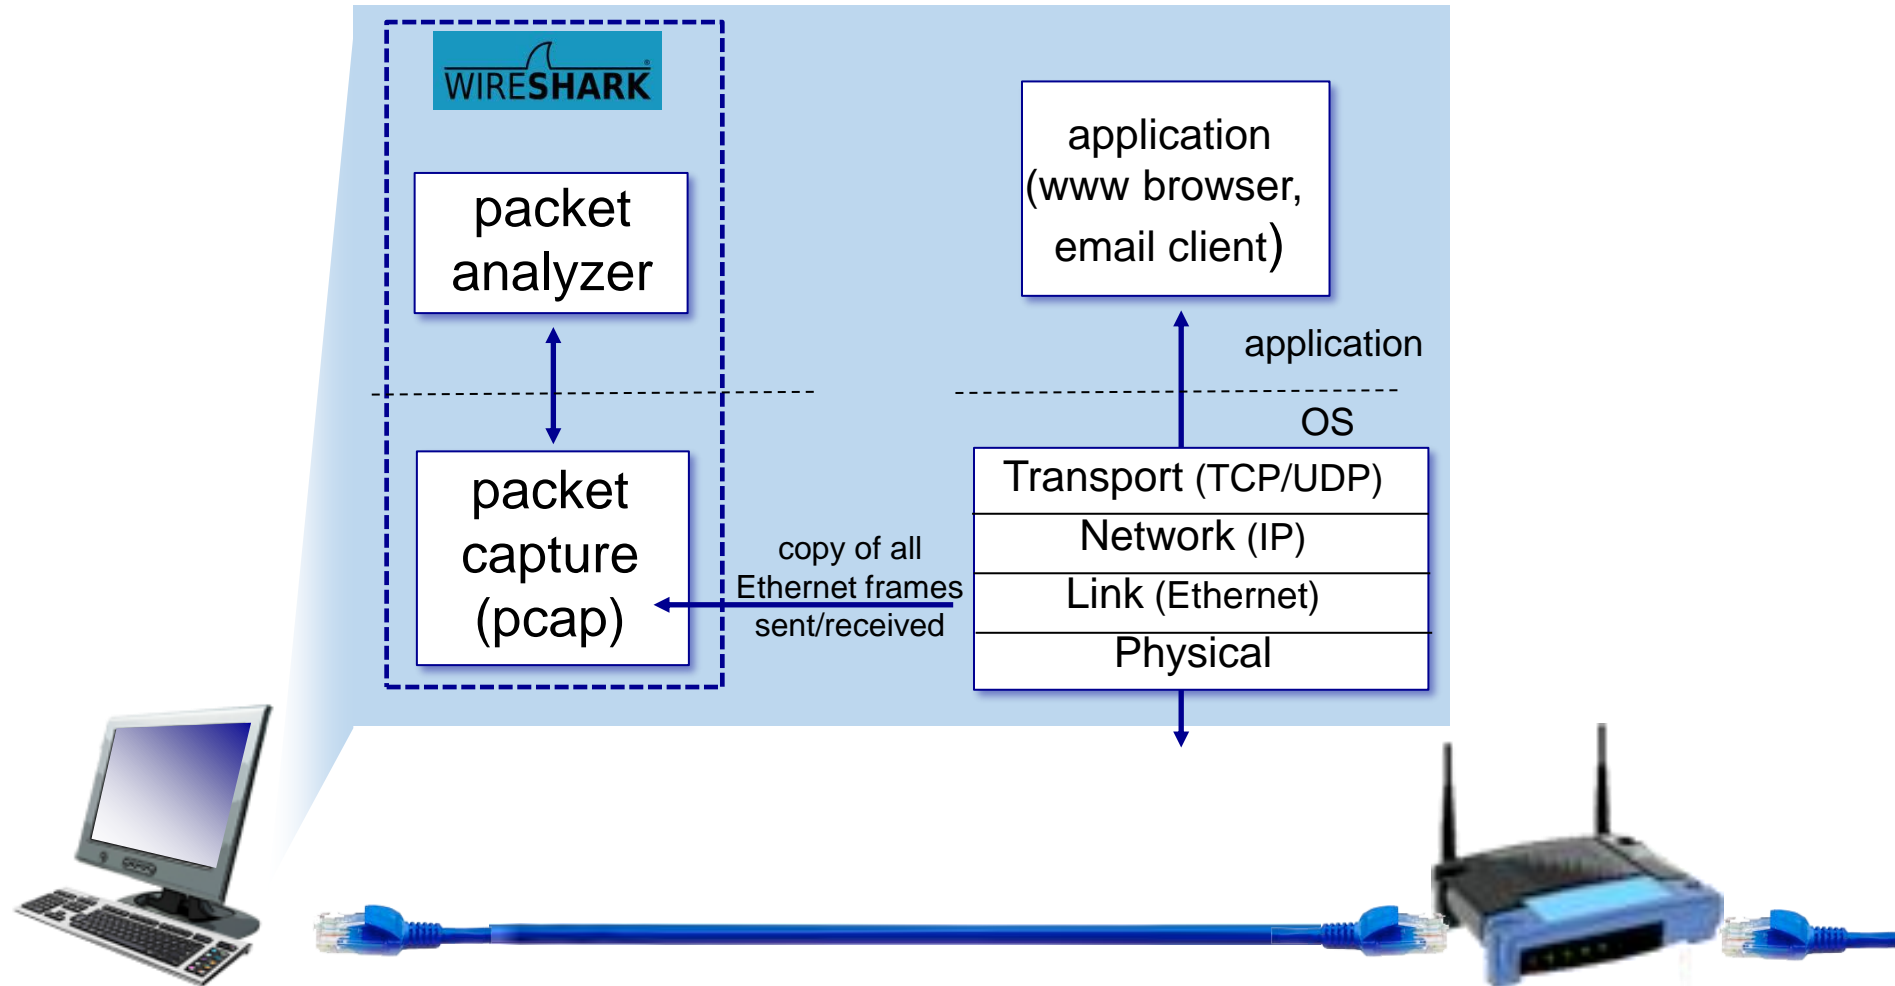 WIRESHARK
®
packet
analyzer
packet
capture
(pcap)
copy of all
Ethernet frames
sent/received
application
(www browser,
email client)
application
OS
Transport (TCP/UDP)
Network (IP)
Link (Ethernet)
Physical